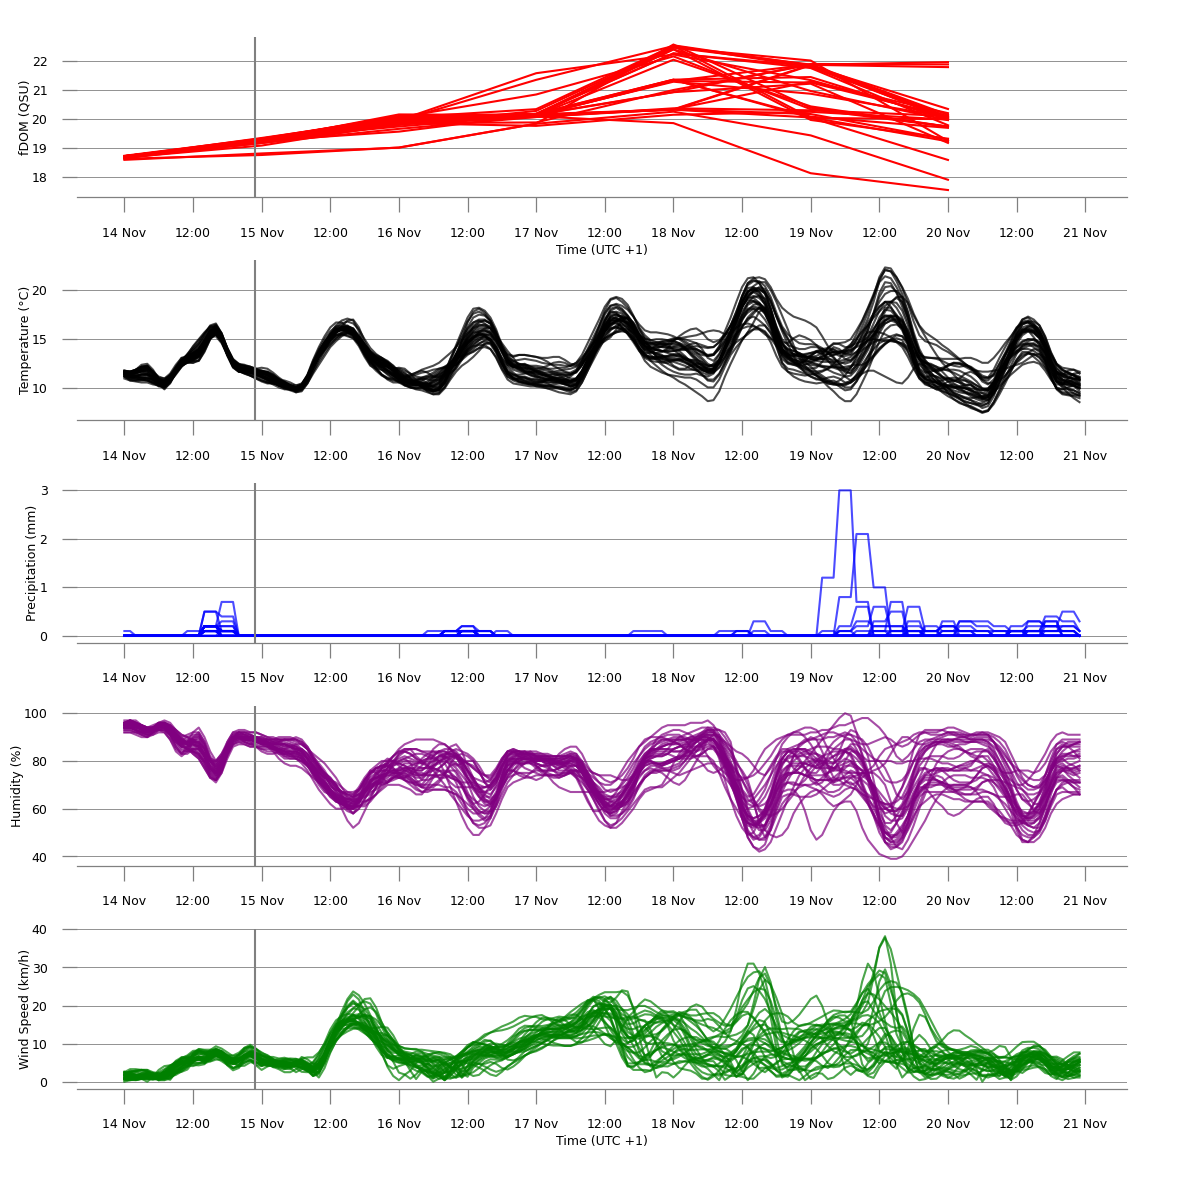 fDOM (QSU)
22
21
20
19
18
14 Nov 12:00 15 Nov 12:00 16 Nov 12:00 17 Nov 12:00 18 Nov 12:00 19 Nov 12:00 20 Nov 12:00 21 Nov
Time (UTC +1)
Temperature (°C)
20
15
10
14 Nov 12:00 15 Nov 12:00 16 Nov 12:00 17 Nov 12:00 18 Nov 12:00 19 Nov 12:00 20 Nov 12:00 21 Nov
Precipitation (mm)
3
2
1
0
14 Nov 12:00 15 Nov 12:00 16 Nov 12:00 17 Nov 12:00 18 Nov 12:00 19 Nov 12:00 20 Nov 12:00 21 Nov
Humidity (%)
100
80
60
40
14 Nov 12:00 15 Nov 12:00 16 Nov 12:00 17 Nov 12:00 18 Nov 12:00 19 Nov 12:00 20 Nov 12:00 21 Nov
Wind Speed (km/h)
40
30
20
10
0
14 Nov 12:00 15 Nov 12:00 16 Nov 12:00 17 Nov 12:00 18 Nov 12:00 19 Nov 12:00 20 Nov 12:00 21 Nov
Time (UTC +1)